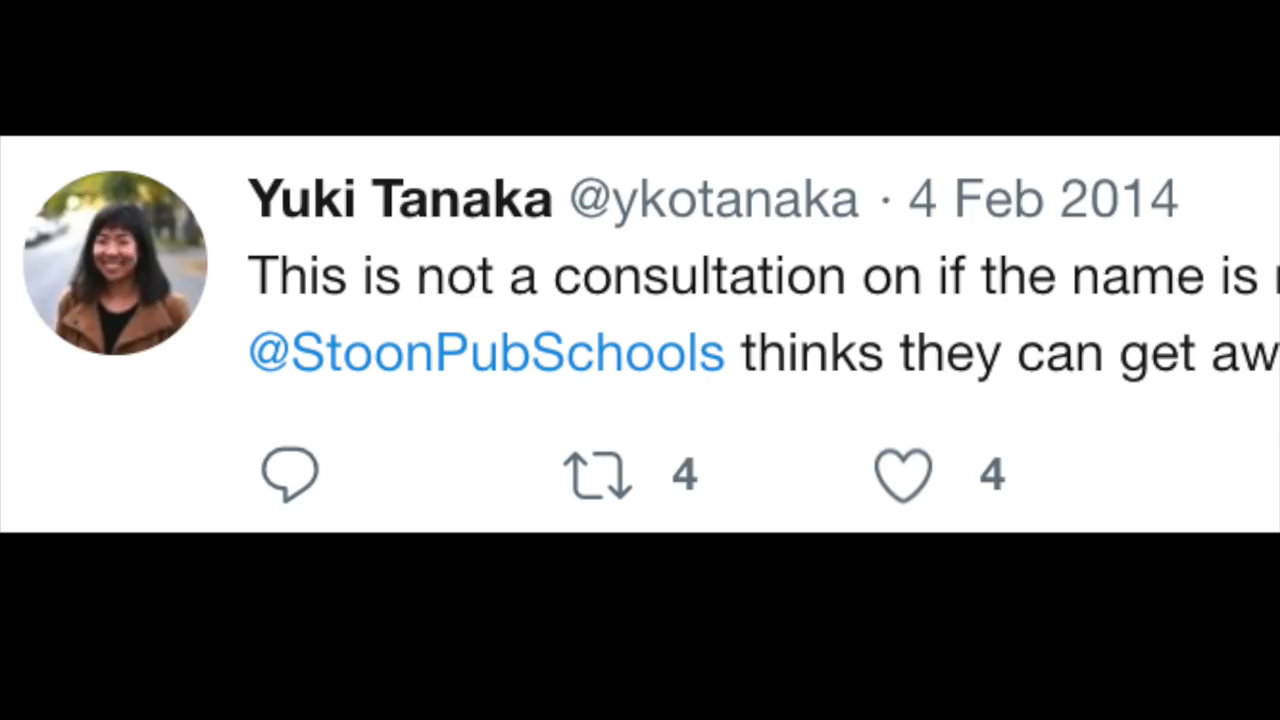 Yuki Tanaka @ykotanaka · 4 Feb 2014
This is not a consultation on if the name is
@StoonPubSchools thinks they can get aw
4 4